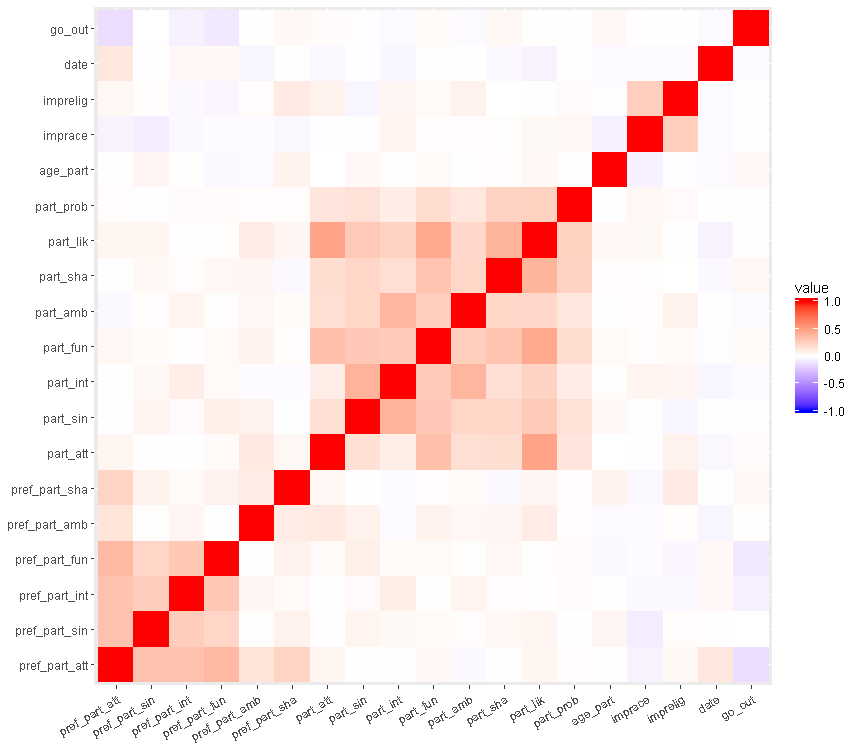 go_out
date
imprelig
imprace
age_part
part_prob
part_lik
part_sha
part_amb
part_fun
part_int
part_sin
part_att
pref_part_sha
pref_part_amb
pref_part_fun
pref_part_int
pref_part_sin
pref_part_att
pref_part_att
pref_part_sin
pref_part_int
pref_part_fun
pref_part_amb
pref_part_sha
part_att
part_sin
part_int
part_fun
part_amb
part_sha
part_lik
part_prob
age_part
imprace
imprelig
date
go_out
value
1.0
0.5
0.0
-0.5
-1.0